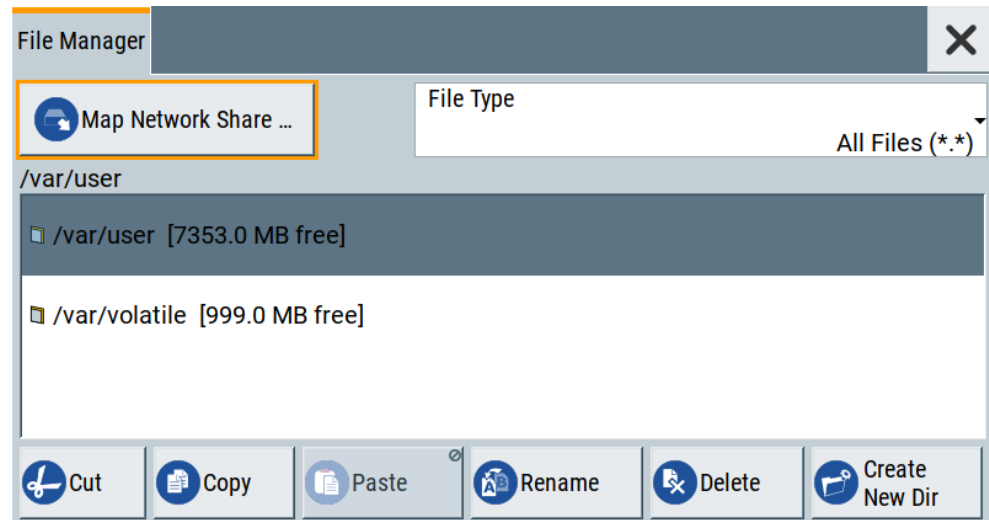 File Manager
Map Network Share ...
File Type
All Files (*.*)
/var/user
/var/user [7353.0 MB free]
/var/volatile [999.0 MB free]
Cut
Copy
Paste
Rename
Delete
Create
New Dir